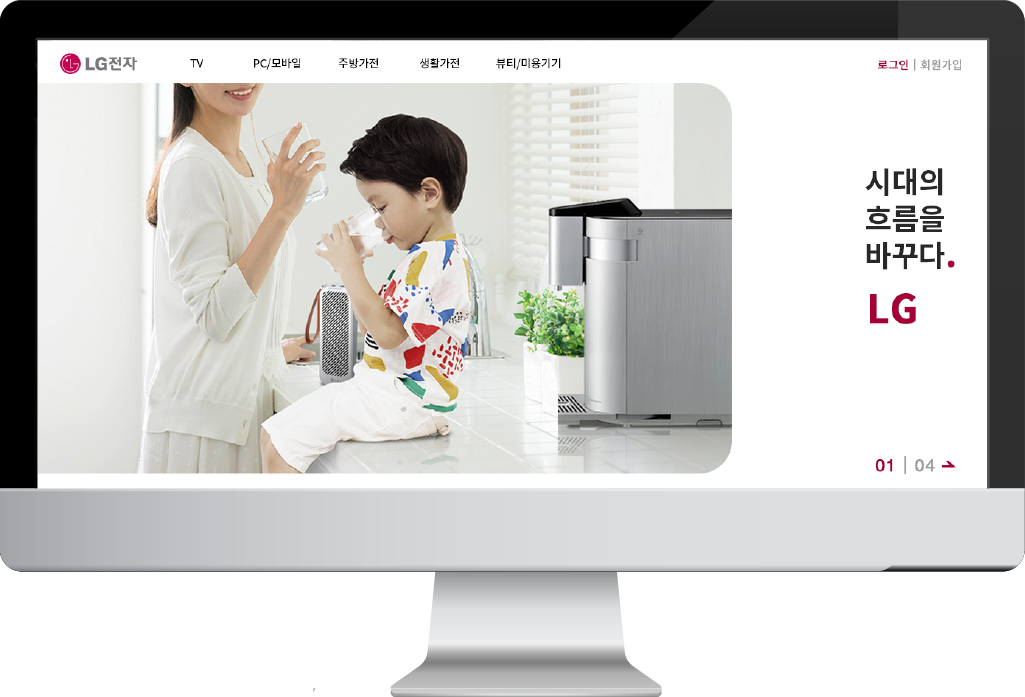 LG전자
TV
PC/모바일
주방가전
생활가전
뷰티/미용기기
로그인 | 회원가입
시대의
흐름을
바꾸다.
LG
01 | 04